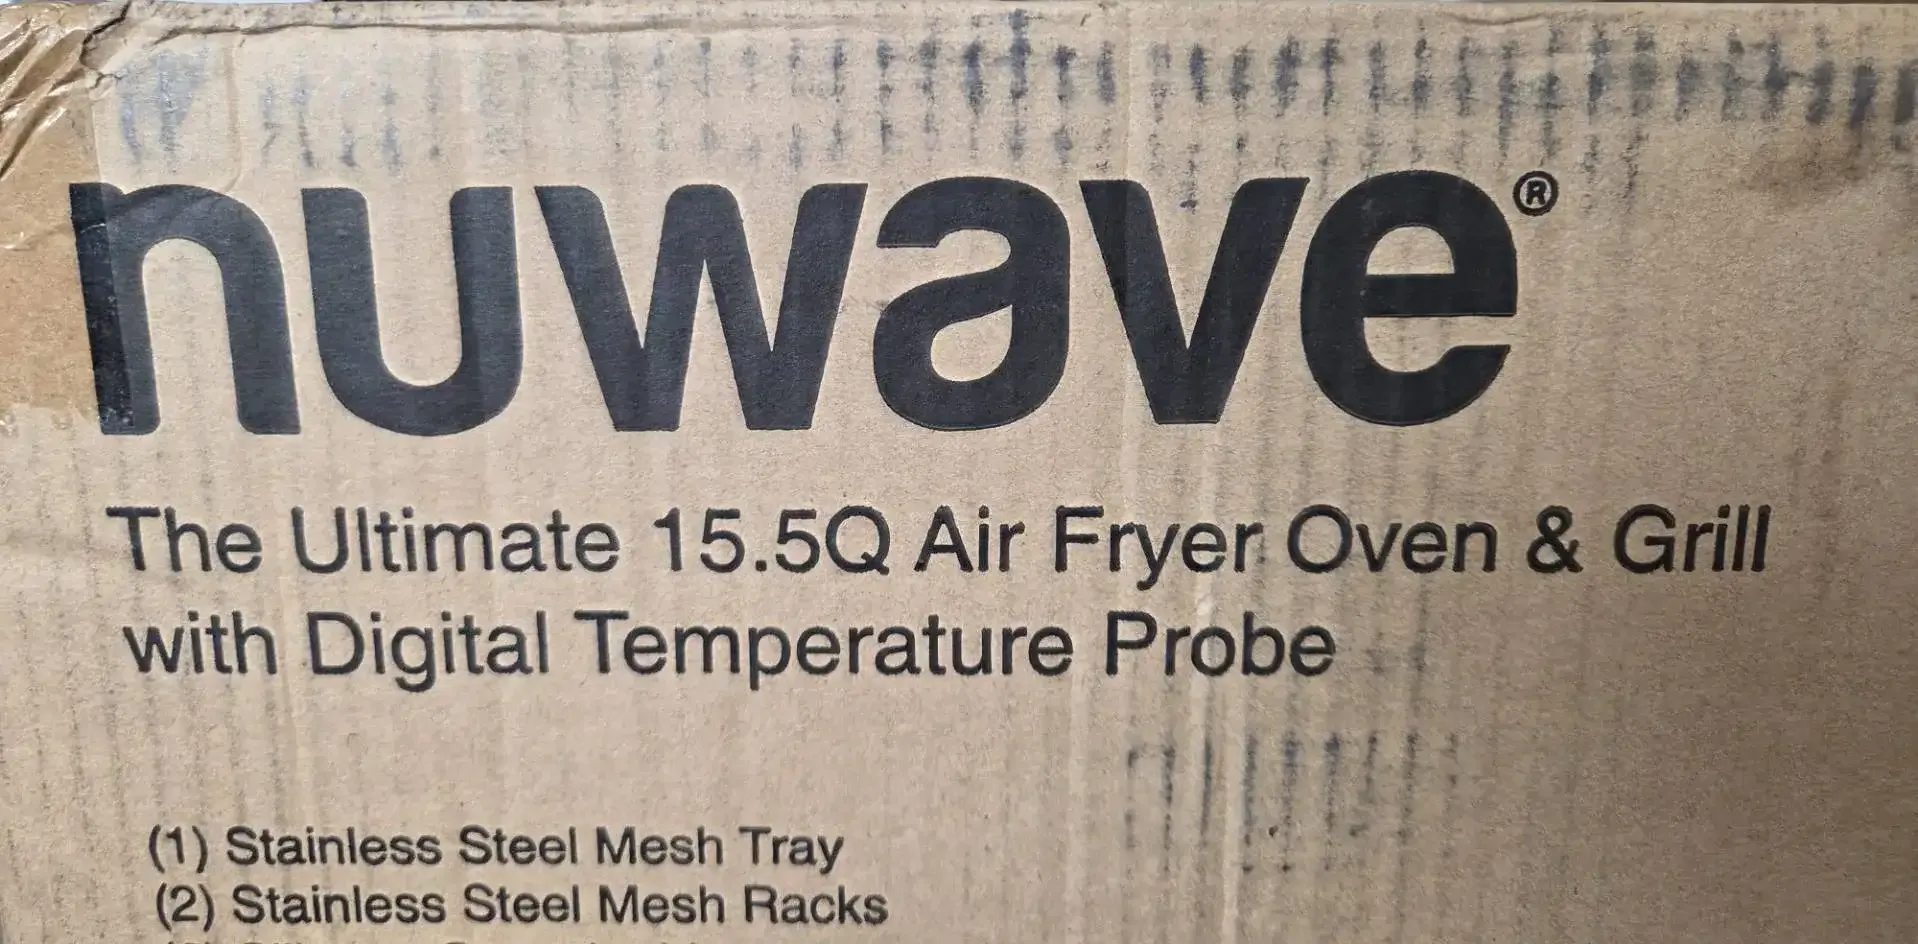 nuwave®
The Ultimate 15.5Q Air Fryer Oven & Grill
with Digital Temperature Probe
(1) Stainless Steel Mesh Tray
(2) Stainless Steel Mesh Racks